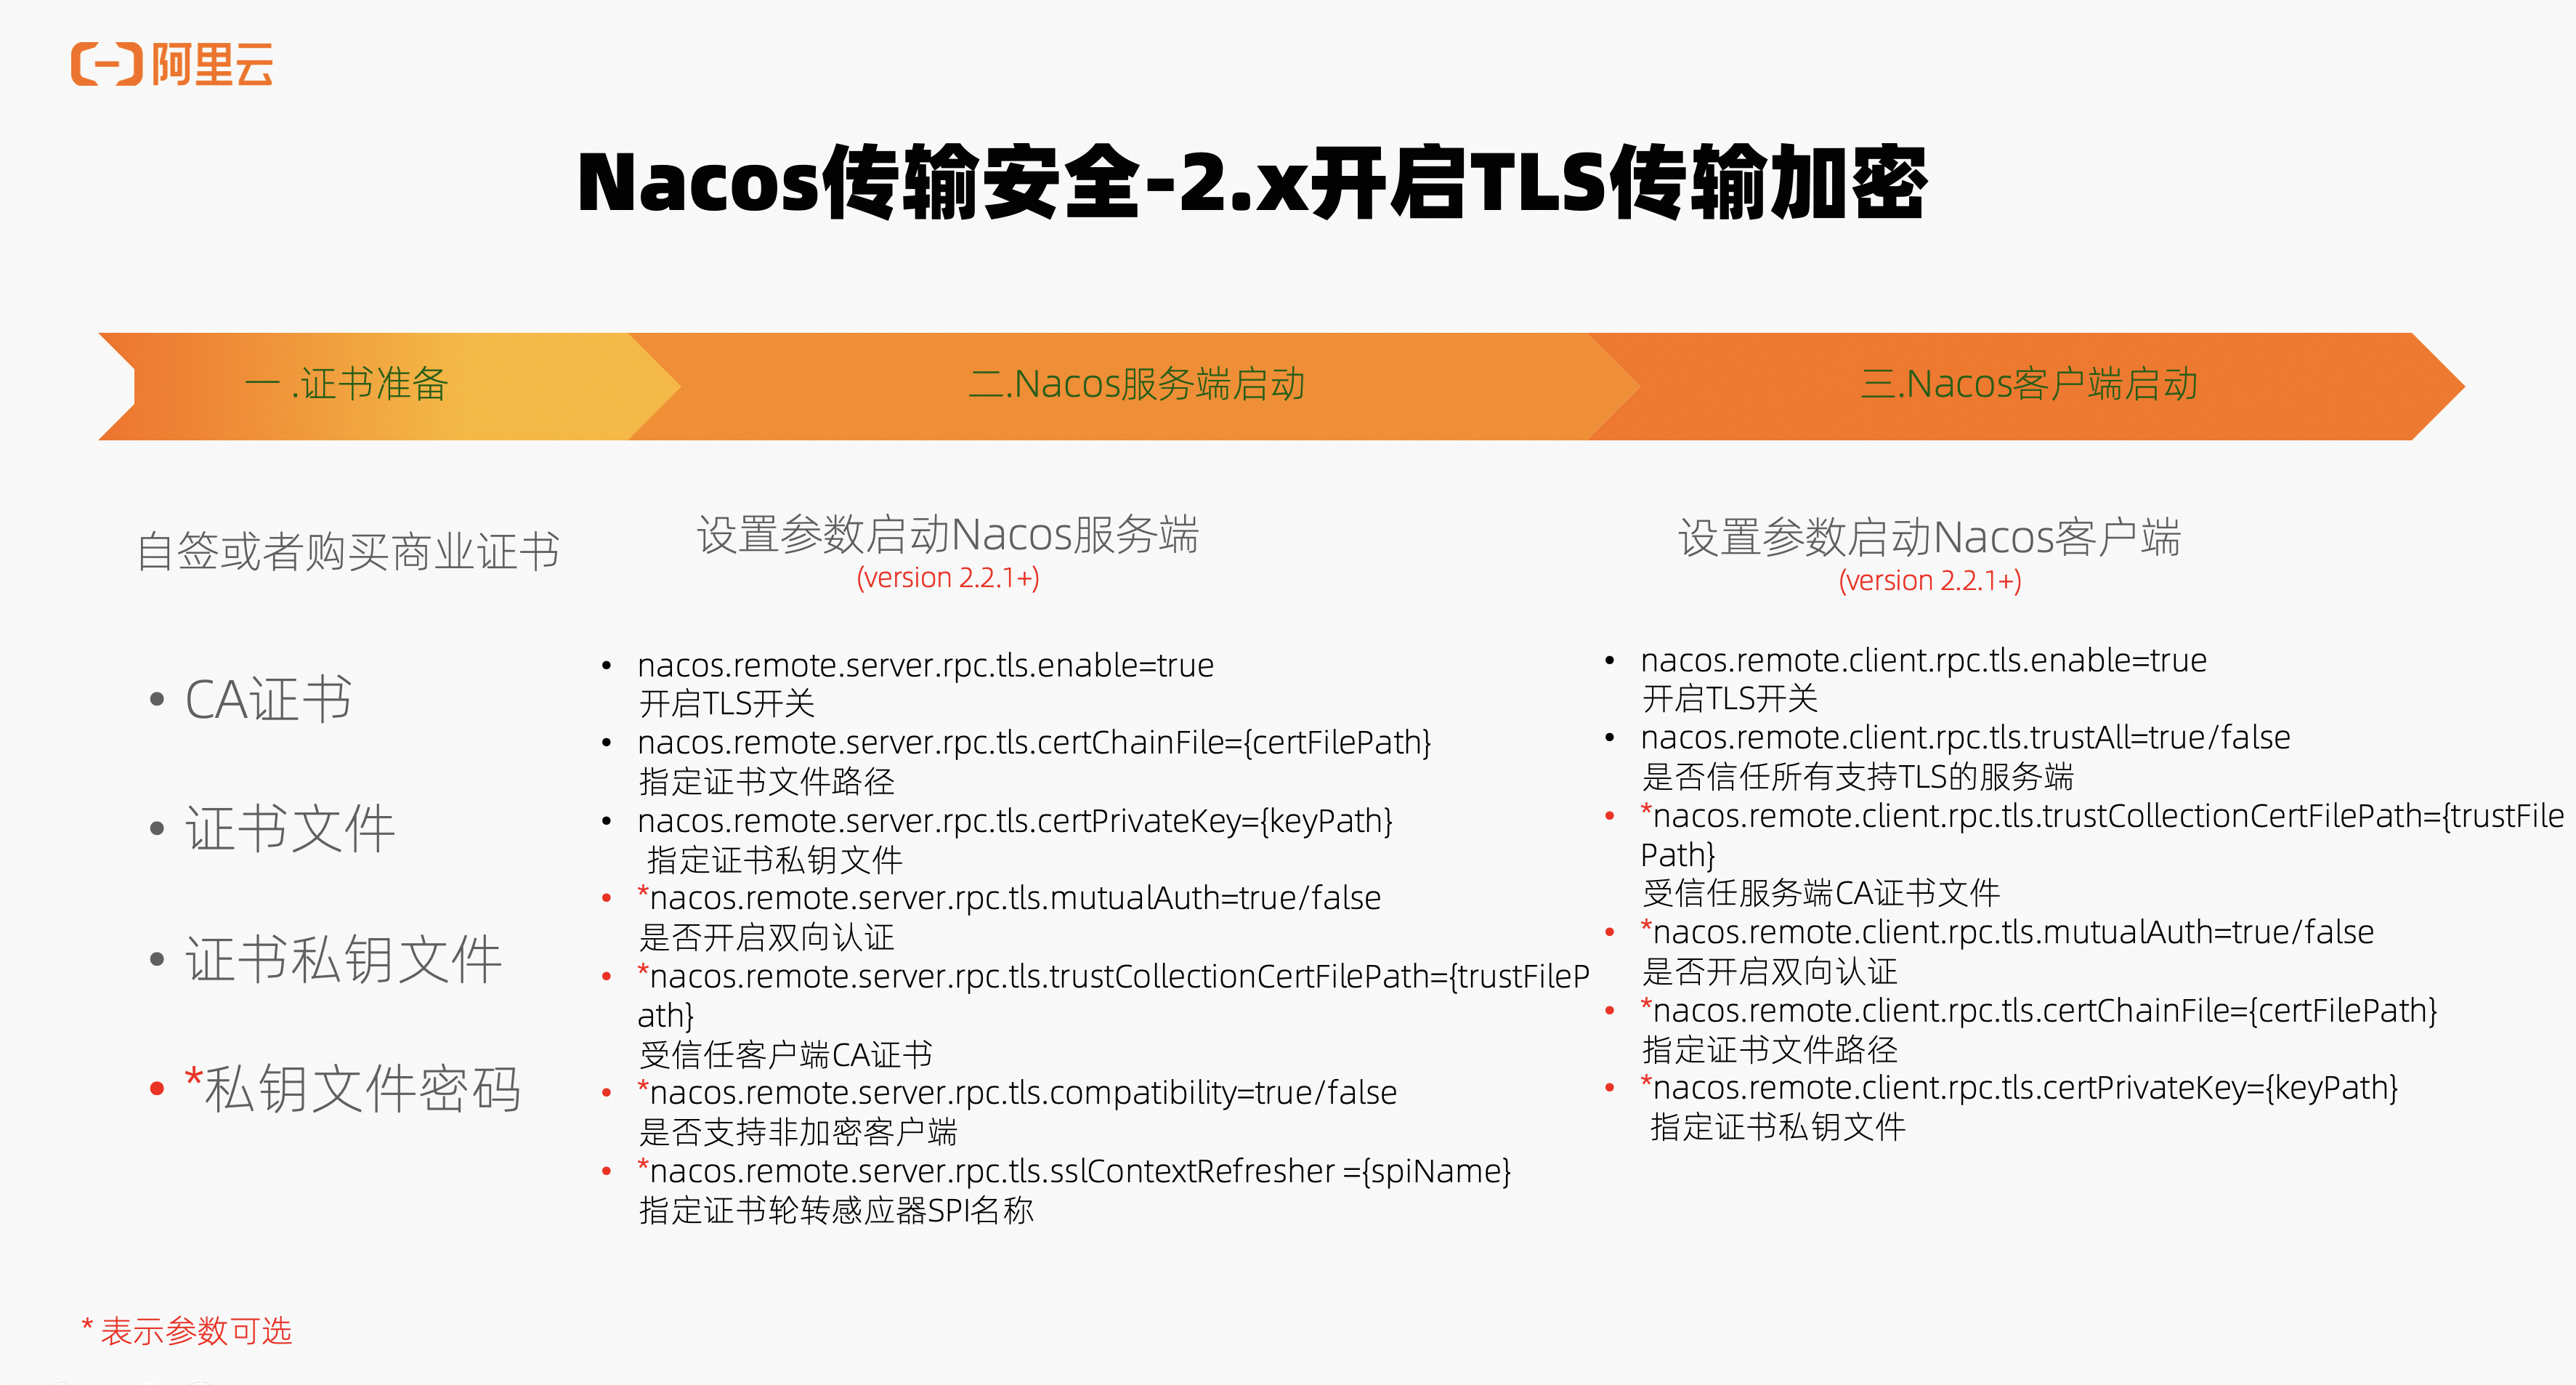 阿里云
Nacos传输安全-2.x开启TLS传输加密
一 .证书准备
二.Nacos服务端启动
三.Nacos客户端启动
自签或者购买商业证书
• CA证书
• 证书文件
• 证书私钥文件
• *私钥文件密码
设置参数启动Nacos服务端
(version 2.2.1+)
• nacos.remote.server.rpc.tls.enable=true
开启TLS开关
• nacos.remote.server.rpc.tls.certChainFile={certFilePath}
指定证书文件路径
• nacos.remote.server.rpc.tls.certPrivateKey={keyPath}
指定证书私钥文件
• *nacos.remote.server.rpc.tls.mutualAuth=true/false
是否开启双向认证
• *nacos.remote.server.rpc.tls.trustCollectionCertFilePath={trustFileP
ath}
受信任客户端CA证书
• *nacos.remote.server.rpc.tls.compatibility=true/false
是否支持非加密客户端
• *nacos.remote.server.rpc.tls.sslContextRefresher ={spiName}
指定证书轮转感应器SPI名称
设置参数启动Nacos客户端
(version 2.2.1+)
• nacos.remote.client.rpc.tls.enable=true
开启TLS开关
• nacos.remote.client.rpc.tls.trustAll=true/false
是否信任所有支持TLS的服务端
• *nacos.remote.client.rpc.tls.trustCollectionCertFilePath={trustFile
Path}
受信任服务端CA证书文件
• *nacos.remote.client.rpc.tls.mutualAuth=true/false
是否开启双向认证
• *nacos.remote.client.rpc.tls.certChainFile={certFilePath}
指定证书文件路径
• *nacos.remote.client.rpc.tls.certPrivateKey={keyPath}
指定证书私钥文件
* 表示参数可选